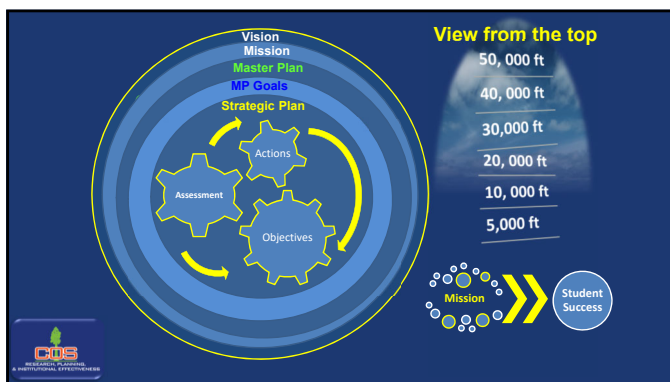 Vision
Mission
Master Plan
MP Goals
Strategic Plan
Actions
Assessment
Objectives
View from the top
50, 000 ft
40, 000 ft
30,000 ft
20, 000 ft
10, 000 ft
5,000 ft
Mission
Student
Success
COS
RESEARCH, PLANNING,
& INSTITUTIONAL EFFECTIVENESS